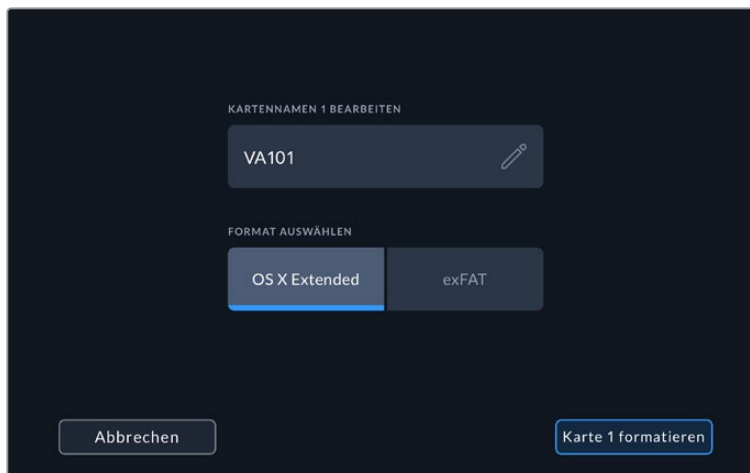 KARTENNAMEN 1 BEARBEITEN
VA101
FORMAT AUSWÄHLEN
OS X Extended
exFAT
Abbrechen
Karte 1 formatieren